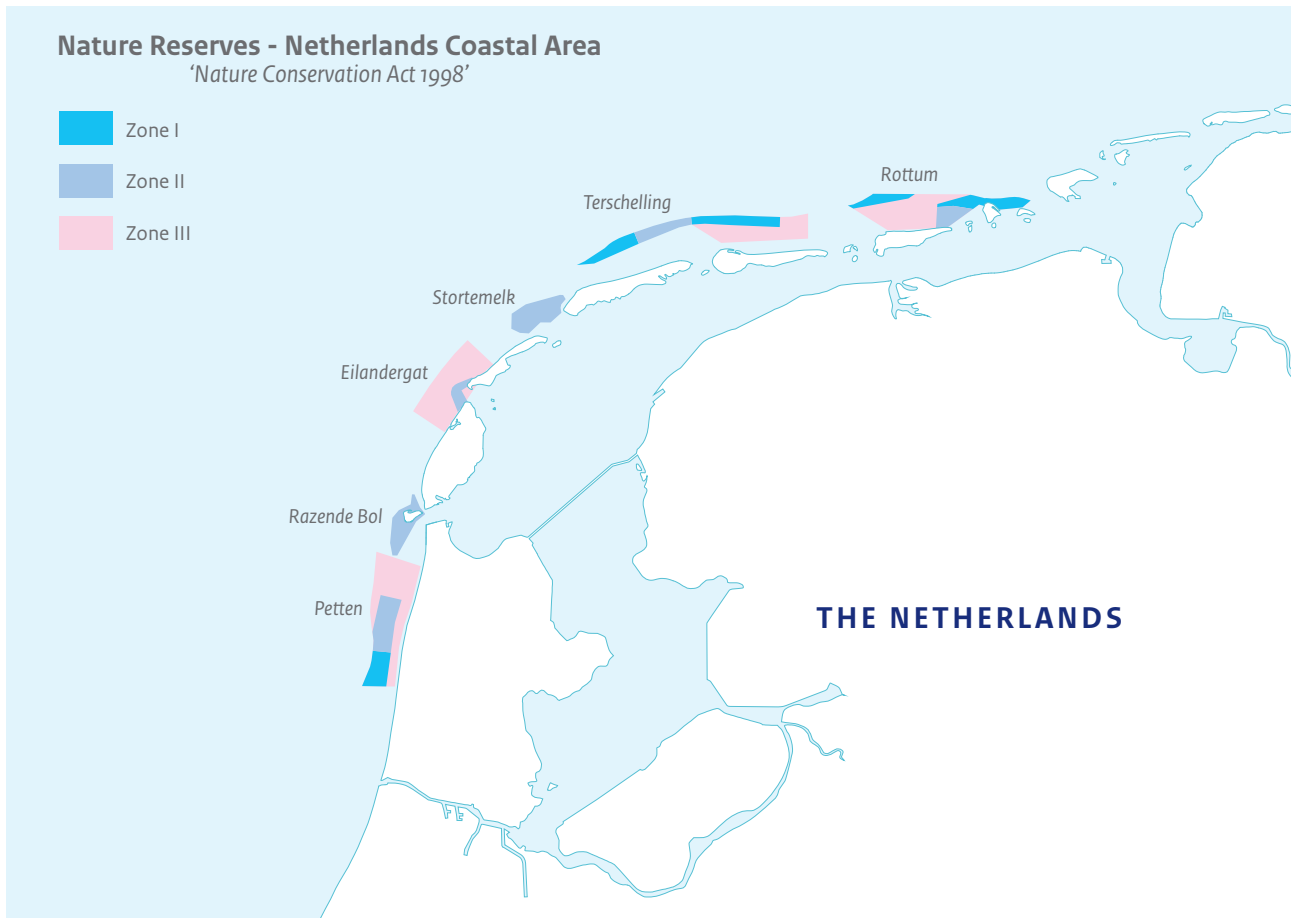 Nature Reserves - Netherlands Coastal Area
‘Nature Conservation Act 1998’
Zone I
Zone II
Zone III
Rottum
Terschelling
Stortemelk
Eilandergat
Razende Bol
Petten
THE NETHERLANDS